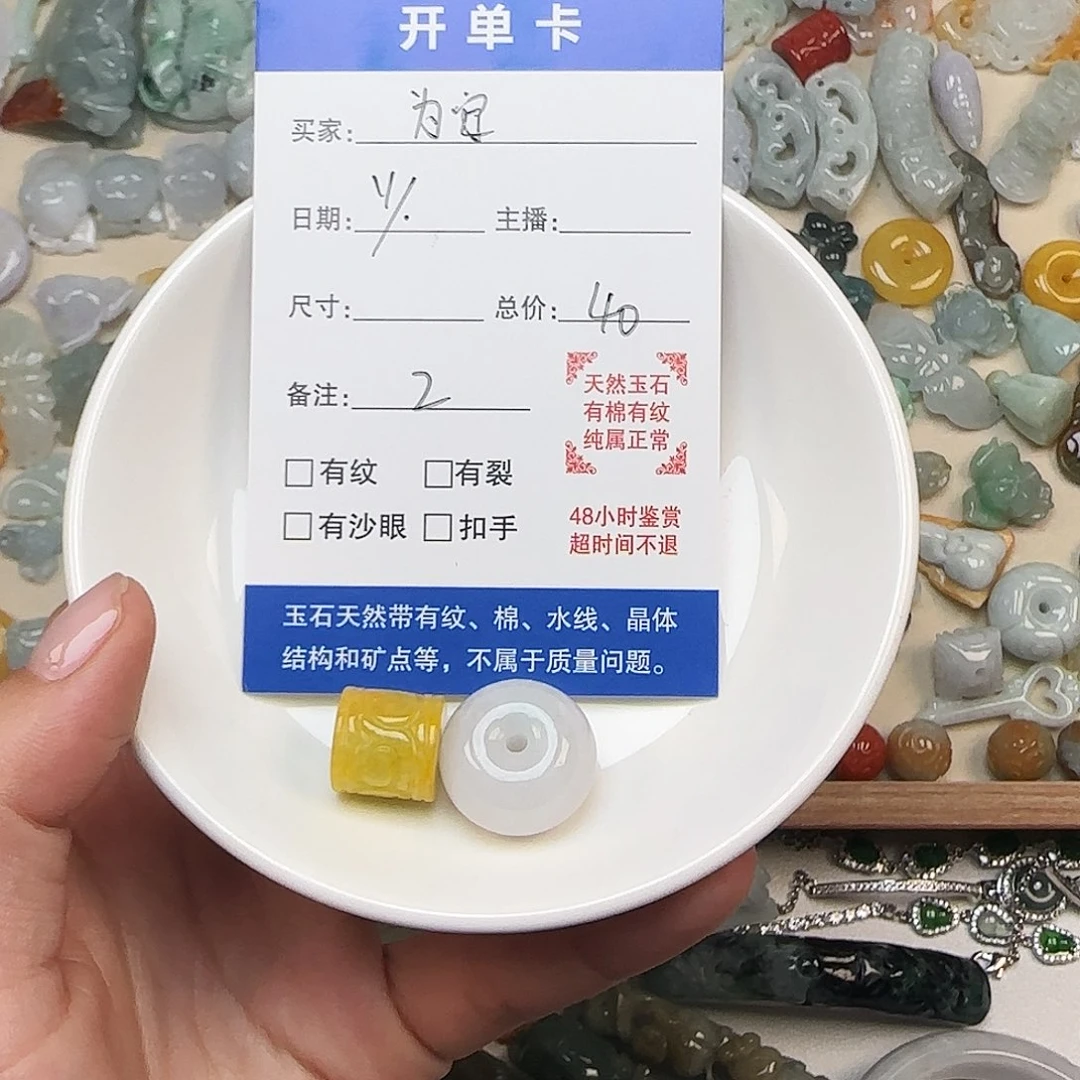 开单卡
买家：为宜
日期：11/. 主播：
尺寸： 总价：40
备注：2
天然玉石
有棉有纹
纯属正常
□有纹 □有裂
□有沙眼 □扣手
48小时鉴赏
超时间不退
玉石天然带有纹、棉、水线、晶体
结构和矿点等，不属于质量问题。